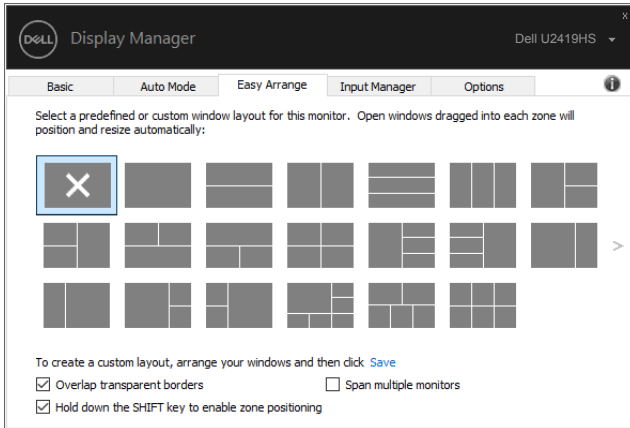 x
DELL Display Manager Dell U2419HS
Basic Auto Mode Easy Arrange Input Manager Options i
Select a predefined or custom window layout for this monitor. Open windows dragged into each zone will
position and resize automatically:
>
To create a custom layout, arrange your windows and then click Save
Overlap transparent borders Span multiple monitors
Hold down the SHIFT key to enable zone positioning